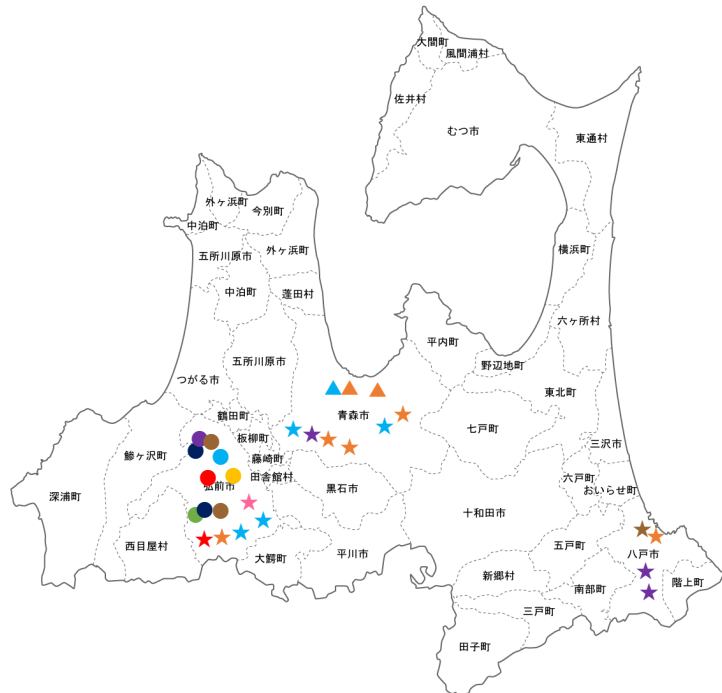 大間町
風間浦村
佐井村
むつ市
東通村
外ヶ浜町
今別町
中泊町
五所川原市
外ヶ浜町
横浜町
中泊町
蓬田村
六ヶ所村
平内町
野辺地町
五所川原市
つがる市
東北町
鶴田町
青森市
七戸町
板柳町
三沢市
鰺ヶ沢町
藤崎町
田舎館村
六戸町
おいらせ町
弘前市
黒石市
深浦町
十和田市
西目屋村
大鰐町
平川市
五戸町
八戸市
新郷村
南部町
階上町
三戸町
田子町